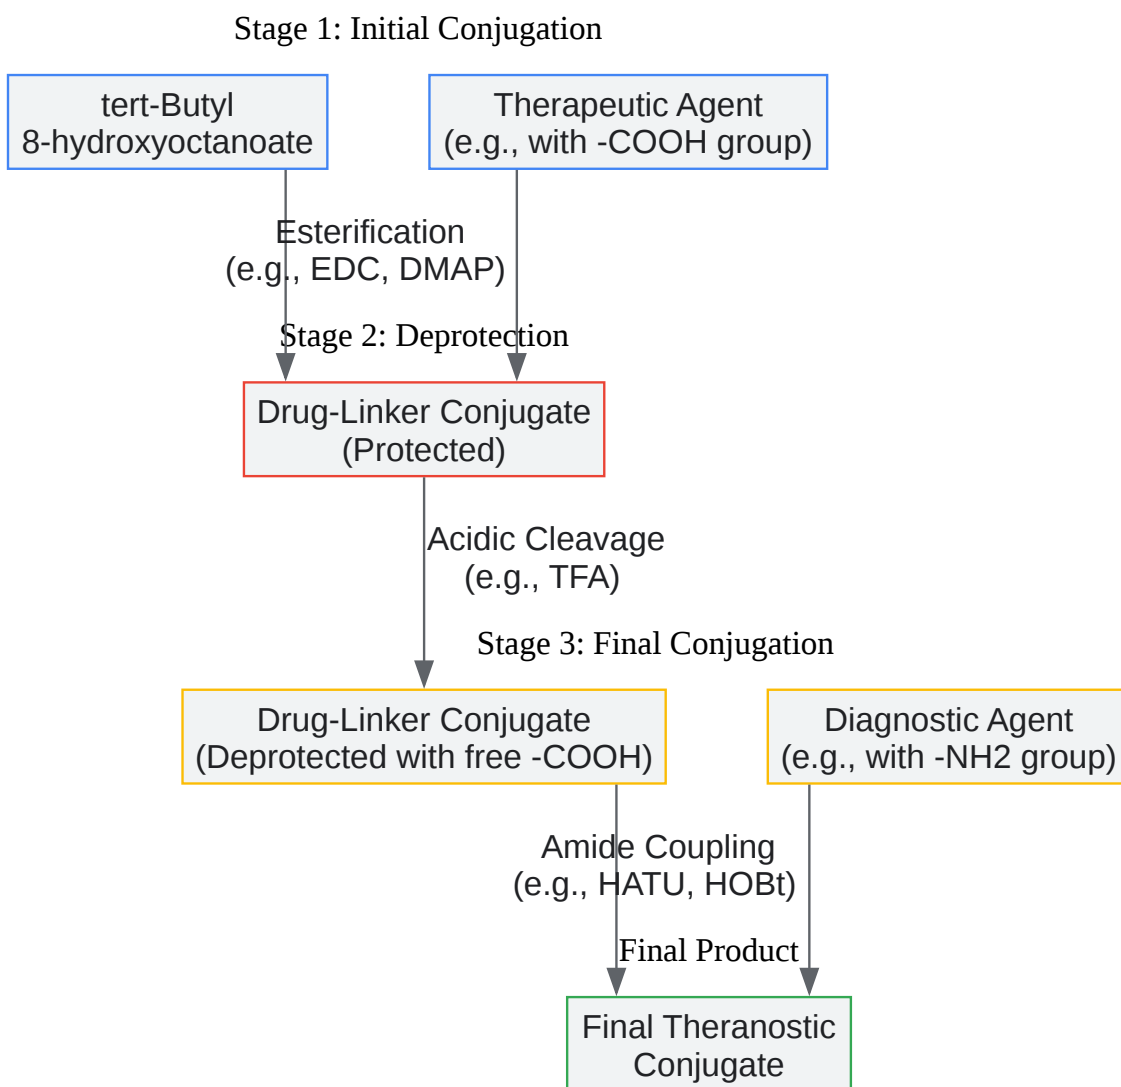 Stage 1: Initial Conjugation
tert-Butyl
8-hydroxyoctanoate
Therapeutic Agent
(e.g., with -COOH group)
Esterification
(e.g., EDC, DMAP)
Stage 2: Deprotection
Drug-Linker Conjugate
(Protected)
Acidic Cleavage
(e.g., TFA)
Stage 3: Final Conjugation
Drug-Linker Conjugate
(Deprotected with free -COOH)
Diagnostic Agent
(e.g., with -NH2 group)
Amide Coupling
(e.g., HATU, HOBt)
Final Product
Final Theranostic
Conjugate